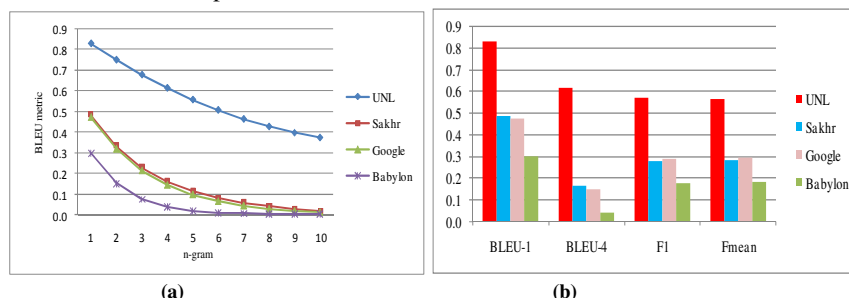 0.9
0.8
0.7
0.6
0.5
0.4
0.3
0.2
0.1
0.0
BLEU metric
1 2 3 4 5 6 7 8 9 10
n-gram
UNL
Sakhr
Google
Babylon
(a)
0.9
0.8
0.7
0.6
0.5
0.4
0.3
0.2
0.1
0.0
BLEU-1 BLEU-4 F1 Fmean
UNL
Sakhr
Google
Babylon
(b)